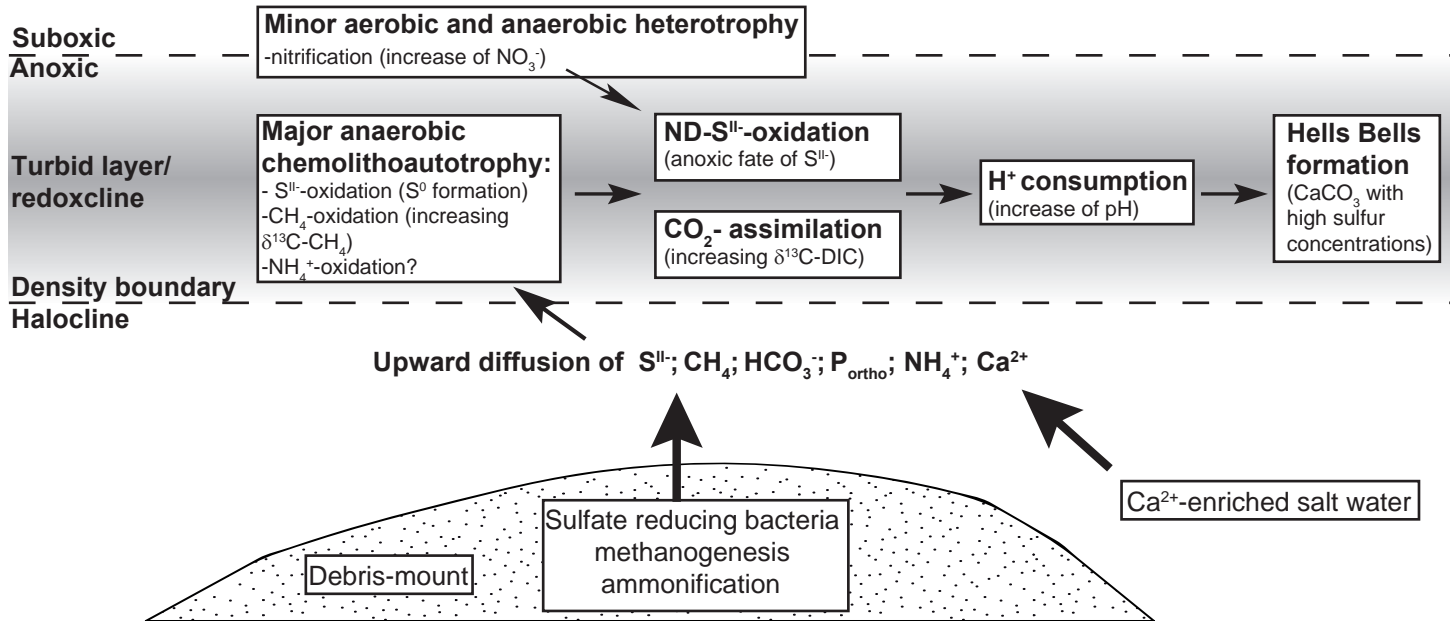 Suboxic
Anoxic
Minor aerobic and anaerobic heterotrophy
-nitrification (increase of NO₃⁻)
Turbid layer/
redoxcline
Major anaerobic
chemolithoautotrophy:
- Sᴵᴵ⁻-oxidation (S⁰ formation)
-CH₄-oxidation (increasing
δ¹³C-CH₄)
-NH₄⁺-oxidation?
ND-Sᴵᴵ⁻-oxidation
(anoxic fate of Sᴵᴵ⁻)
CO₂- assimilation
(increasing δ¹³C-DIC)
H⁺ consumption
(increase of pH)
Hells Bells
formation
(CaCO₃ with
high sulfur
concentrations)
Density boundary
Halocline
Upward diffusion of Sᴵᴵ⁻; CH₄; HCO₃⁻; Pₒᵣₜₕₒ; NH₄⁺; Ca²⁺
Ca²⁺-enriched salt water
Sulfate reducing bacteria
methanogenesis
ammonification
Debris-mount